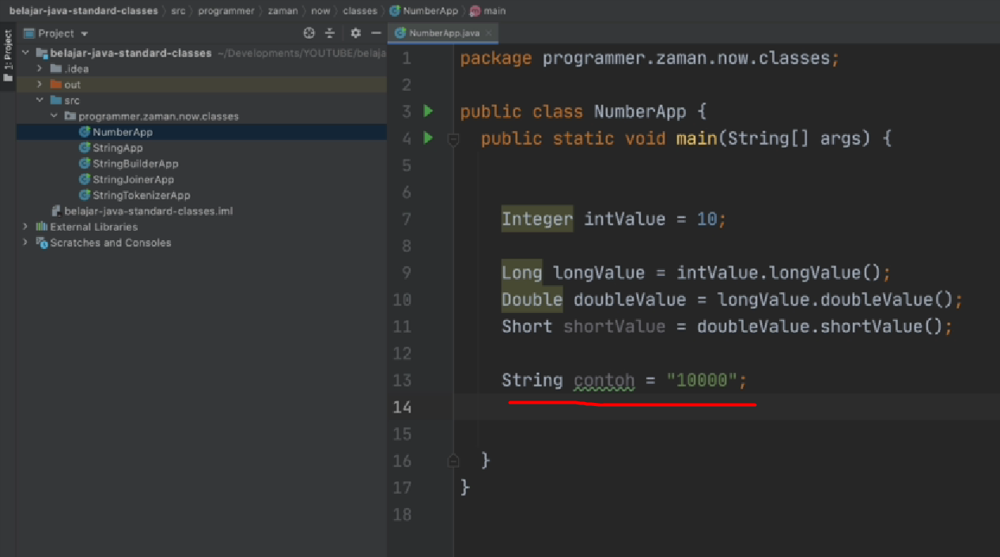 belajar-java-standard-classes src programmer zaman now classes NumberApp main
1: Project
Project
belajar-java-standard-classes ~/Developments/YOUTUBE/belaja
.idea
out
src
programmer.zaman.now.classes
NumberApp
StringApp
StringBuilderApp
StringJoinerApp
StringTokenizerApp
belajar-java-standard-classes.iml
External Libraries
Scratches and Consoles
NumberApp.java
1 package programmer.zaman.now.classes;
2
3 public class NumberApp {
4 public static void main(String[] args) {
5
6
7 Integer intValue = 10;
8
9 Long longValue = intValue.longValue();
10 Double doubleValue = longValue.doubleValue();
11 Short shortValue = doubleValue.shortValue();
12
13 String contoh = "10000";
14
15
16 }
17 }
18